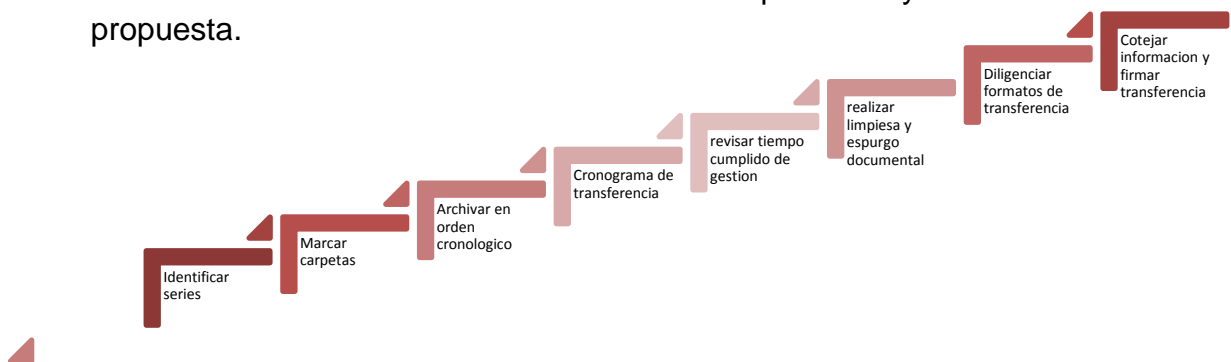 propuesta.
Identificar
series
Marcar
carpetas
Archivar en
orden
cronologico
Cronograma de
transferencia
revisar tiempo
cumplido de
gestion
realizar
limpiesa y
espurgo
documental
Diligenciar
formatos de
transferencia
Cotejar
informacion y
firmar
transferencia